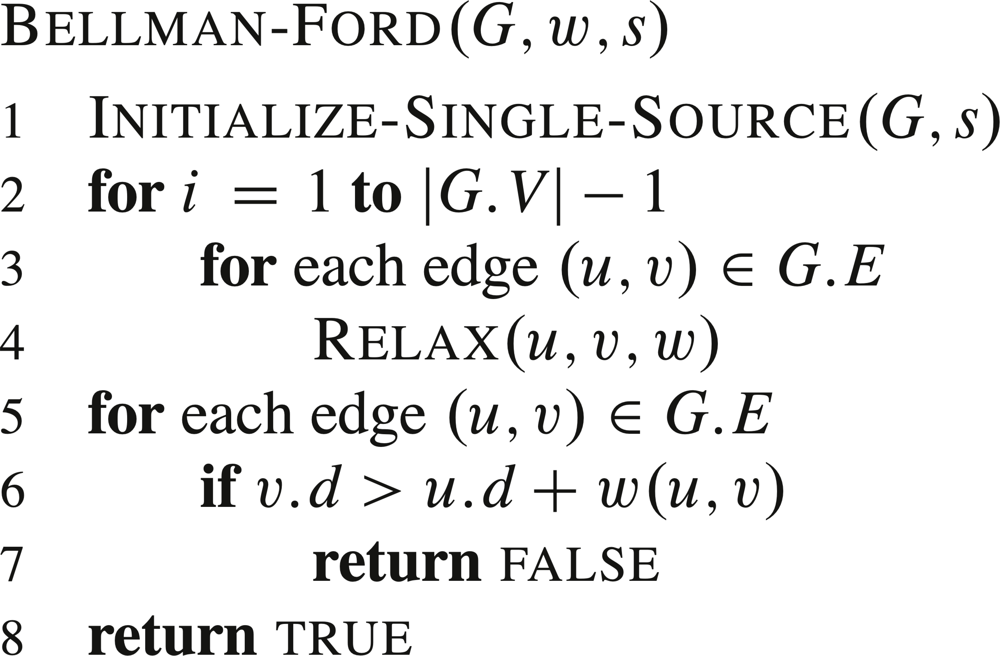 BELLMAN-FORD(G, w, s)
1 INITIALIZE-SINGLE-SOURCE(G, s)
2 for i = 1 to |G.V| − 1
3 for each edge (u, v) ∈ G.E
4 RELAX(u, v, w)
5 for each edge (u, v) ∈ G.E
6 if v.d > u.d + w(u, v)
7 return FALSE
8 return TRUE